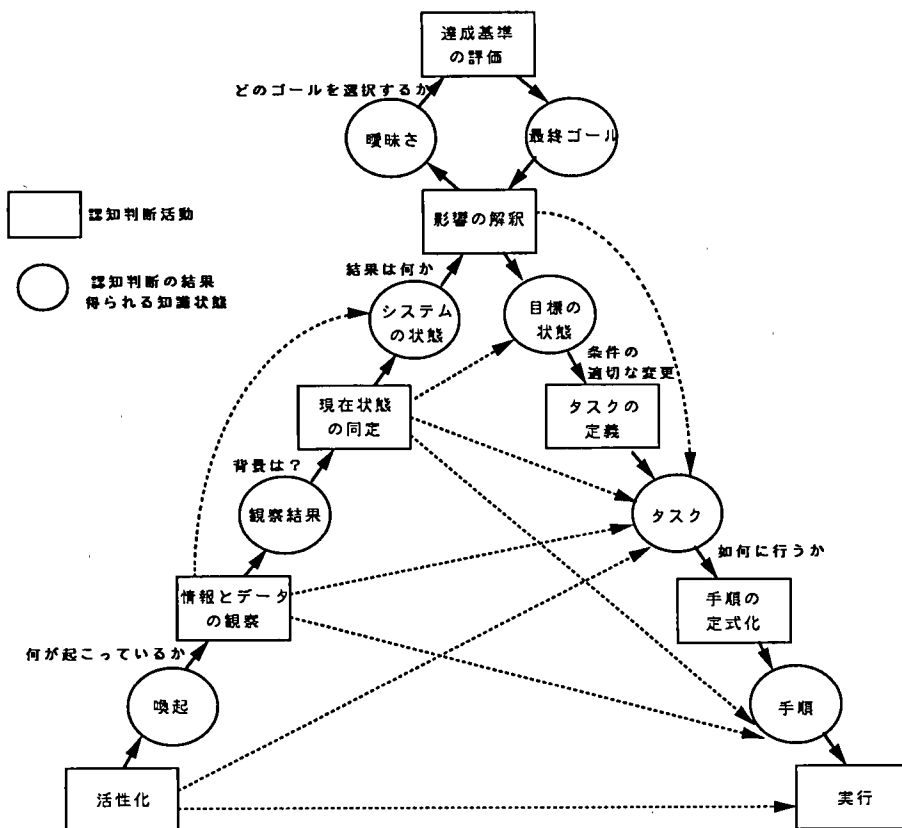 達成基準
の評価
どのゴールを選択するか
曖昧さ
最終ゴール
認知判断活動
影響の解釈
認知判断の結果
得られる知識状態
結果は何か
システム
の状態
目標の
状態
条件の
適切な変更
現在状態
の同定
タスクの
定義
背景は？
観察結果
タスク
如何に行うか
情報とデータ
の観察
手順の
定式化
何が起こっているか
喚起
手順
活性化
実行